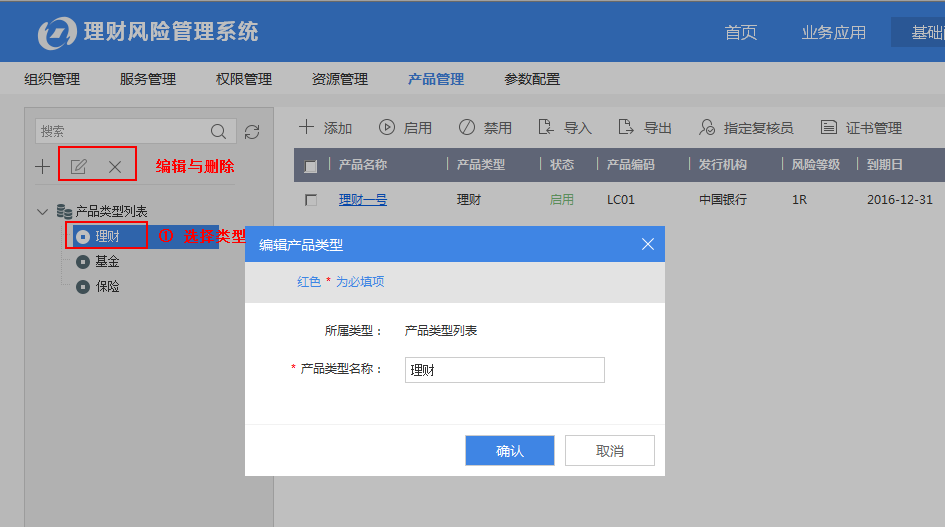 理财风险管理系统
首页
业务应用
基础
组织管理
服务管理
权限管理
资源管理
产品管理
参数配置
搜索
编辑与删除
产品类型列表
理财
① 选择类型
基金
保险
添加
启用
禁用
导入
导出
指定复核员
证书管理
产品名称
产品类型
状态
产品编码
发行机构
风险等级
到期日
理财一号
理财
启用
LC01
中国银行
1R
2016-12-31
编辑产品类型
红色 * 为必填项
所属类型：
产品类型列表
* 产品类型名称：
理财
确认
取消